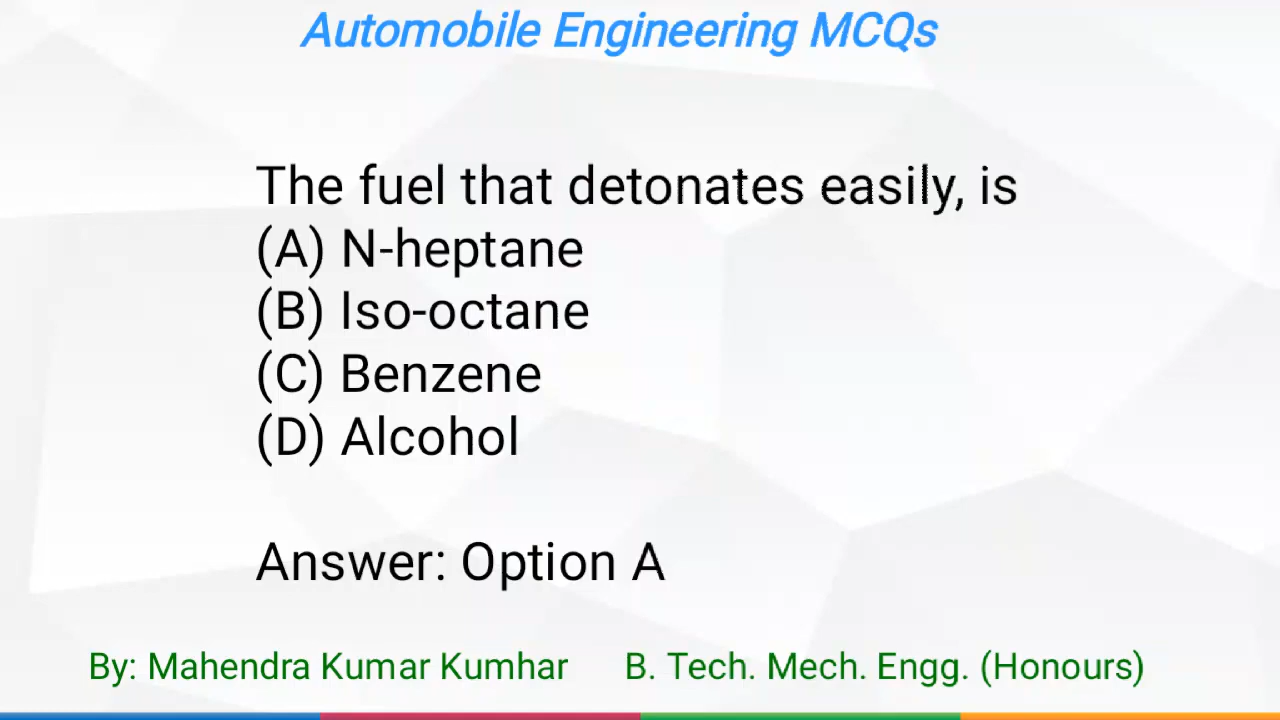 Automobile Engineering MCQs
The fuel that detonates easily, is
(A) N-heptane
(B) Iso-octane
(C) Benzene
(D) Alcohol
Answer: Option A
By: Mahendra Kumar Kumhar B. Tech. Mech. Engg. (Honours)